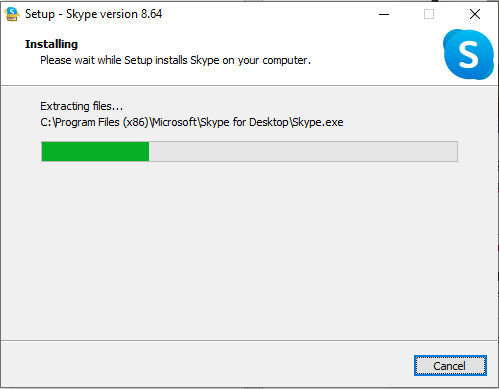 Setup - Skype version 8.64
Installing
Please wait while Setup installs Skype on your computer.
S
Extracting files...
C:\Program Files (x86)\Microsoft\Skype for Desktop\Skype.exe
Cancel